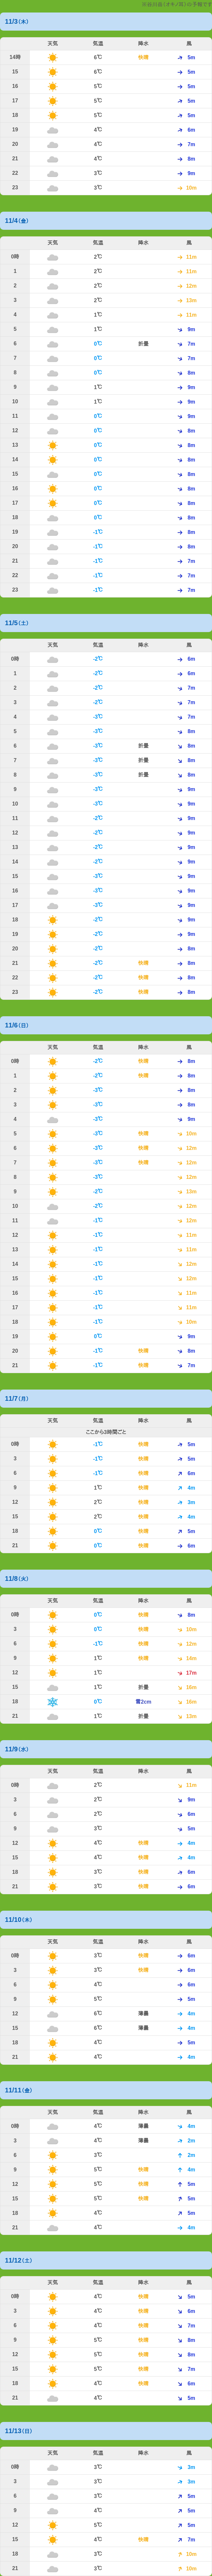 ※谷川岳(オキノ耳)の予報です
11/3(木)
天気 気温 降水 風
14時 6℃ 快晴 5m
15 5℃ 5m
16 5℃ 5m
17 5℃ 5m
18 5℃ 5m
19 4℃ 6m
20 4℃ 7m
21 4℃ 8m
22 3℃ 9m
23 3℃ 10m
11/4(金)
天気 気温 降水 風
0時 2℃ 11m
1 2℃ 11m
2 2℃ 12m
3 2℃ 13m
4 1℃ 11m
5 1℃ 9m
6 0℃ 折曇 7m
7 0℃ 7m
8 0℃ 8m
9 1℃ 9m
10 1℃ 9m
11 0℃ 9m
12 0℃ 8m
13 0℃ 8m
14 0℃ 8m
15 0℃ 8m
16 0℃ 8m
17 0℃ 8m
18 0℃ 8m
19 -1℃ 8m
20 -1℃ 8m
21 -1℃ 7m
22 -1℃ 7m
23 -1℃ 7m
11/5(土)
天気 気温 降水 風
0時 -2℃ 6m
1 -2℃ 6m
2 -2℃ 7m
3 -3℃ 7m
4 -3℃ 7m
5 -3℃ 8m
6 -3℃ 折曇 8m
7 -3℃ 折曇 8m
8 -3℃ 折曇 8m
9 -3℃ 9m
10 -3℃ 9m
11 -2℃ 9m
12 -2℃ 9m
13 -2℃ 9m
14 -2℃ 9m
15 -3℃ 9m
16 -3℃ 9m
17 -3℃ 9m
18 -2℃ 9m
19 -2℃ 9m
20 -2℃ 8m
21 -2℃ 快晴 8m
22 -2℃ 快晴 8m
23 -2℃ 快晴 8m
11/6(日)
天気 気温 降水 風
0時 -2℃ 快晴 8m
1 -2℃ 快晴 8m
2 -3℃ 8m
3 -3℃ 8m
4 -3℃ 9m
5 -3℃ 快晴 10m
6 -3℃ 快晴 12m
7 -3℃ 快晴 12m
8 -3℃ 12m
9 -2℃ 13m
10 -2℃ 12m
11 -1℃ 12m
12 -1℃ 11m
13 -1℃ 11m
14 -1℃ 12m
15 -1℃ 12m
16 -1℃ 11m
17 -1℃ 11m
18 -1℃ 10m
19 0℃ 9m
20 -1℃ 快晴 8m
21 -1℃ 快晴 7m
11/7(月)
天気 気温 降水 風
ここから3時間ごと
0時 -1℃ 快晴 5m
3 -1℃ 快晴 5m
6 -1℃ 快晴 6m
9 1℃ 快晴 4m
12 2℃ 快晴 3m
15 2℃ 快晴 4m
18 0℃ 快晴 5m
21 0℃ 快晴 6m
11/8(火)
天気 気温 降水 風
0時 0℃ 快晴 8m
3 0℃ 快晴 10m
6 -1℃ 快晴 12m
9 1℃ 快晴 14m
12 1℃ 17m
15 1℃ 折曇 16m
18 0℃ 雪2cm 16m
21 1℃ 折曇 13m
11/9(水)
天気 気温 降水 風
0時 2℃ 11m
3 2℃ 9m
6 2℃ 6m
9 3℃ 5m
12 4℃ 快晴 4m
15 4℃ 快晴 4m
18 3℃ 快晴 6m
21 3℃ 快晴 6m
11/10(木)
天気 気温 降水 風
0時 3℃ 快晴 6m
3 3℃ 快晴 6m
6 4℃ 6m
9 5℃ 5m
12 6℃ 薄曇 4m
15 6℃ 薄曇 4m
18 4℃ 5m
21 4℃ 4m
11/11(金)
天気 気温 降水 風
0時 4℃ 薄曇 4m
3 4℃ 薄曇 2m
6 3℃ 2m
9 5℃ 快晴 4m
12 5℃ 快晴 5m
15 5℃ 快晴 5m
18 4℃ 5m
21 4℃ 4m
11/12(土)
天気 気温 降水 風
0時 4℃ 快晴 5m
3 4℃ 快晴 6m
6 4℃ 快晴 7m
9 5℃ 快晴 8m
12 5℃ 快晴 8m
15 5℃ 快晴 7m
18 4℃ 快晴 6m
21 4℃ 5m
11/13(日)
天気 気温 降水 風
0時 3℃ 3m
3 3℃ 3m
6 3℃ 5m
9 4℃ 5m
12 5℃ 5m
15 4℃ 快晴 7m
18 3℃ 10m
21 3℃ 10m